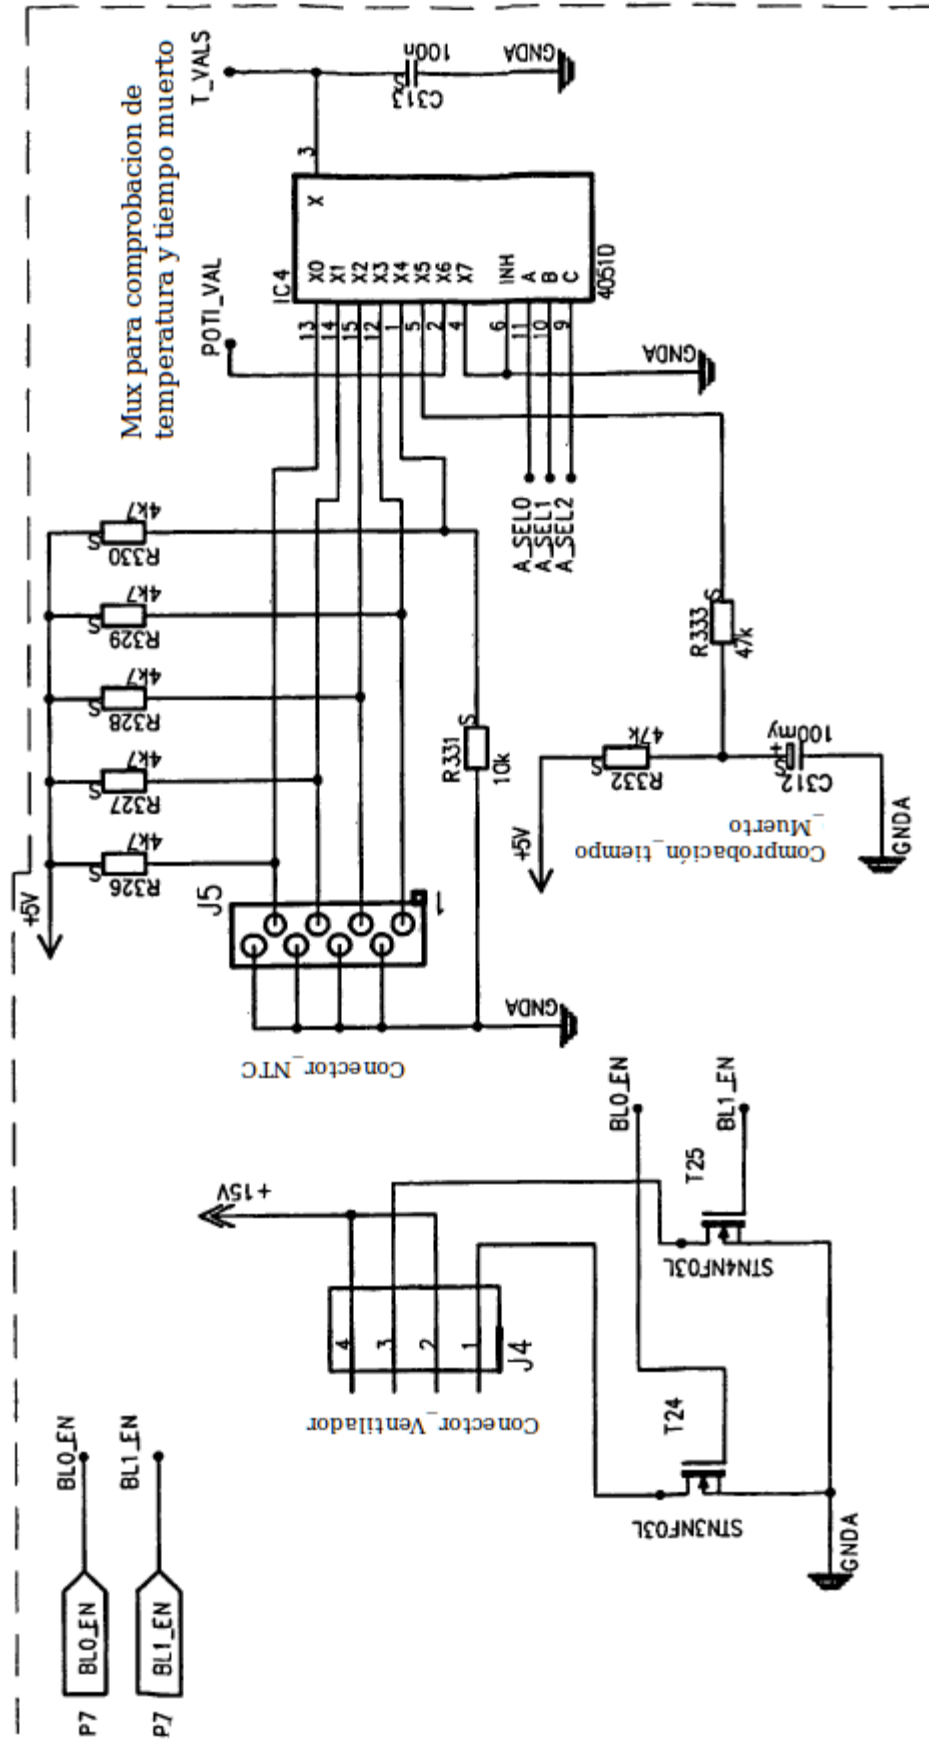 Mux para comprobacion de
temperatura y tiempo muerto
T_VALS
100n
C313
GNDA
3
X
IC4
X0
X1
X2
X3
X4
X5
X6
X7
INH
A
B
C
4051D
13
14
15
12
1
5
2
4
6
11
10
9
POTI_VAL
GNDA
A_SEL0
A_SEL1
A_SEL2
+5V
4k7
S
R330
4k7
S
R329
4k7
S
R328
4k7
S
R327
4k7
S
R326
J5
1
Conector_NTC
R331
S
10k
GNDA
R333
S
47k
47k
S
R332
+5V
100my
+
C312
GNDA
Comprobación_tiempo
_Muerto
+15V
4
3
2
1
J4
Conector_Ventilador
BL0_EN
BL1_EN
T25
STN4NF03L
T24
STN3NF03L
GNDA
BL0_EN
BL1_EN
BL0_EN
BL1_EN
P7
P7